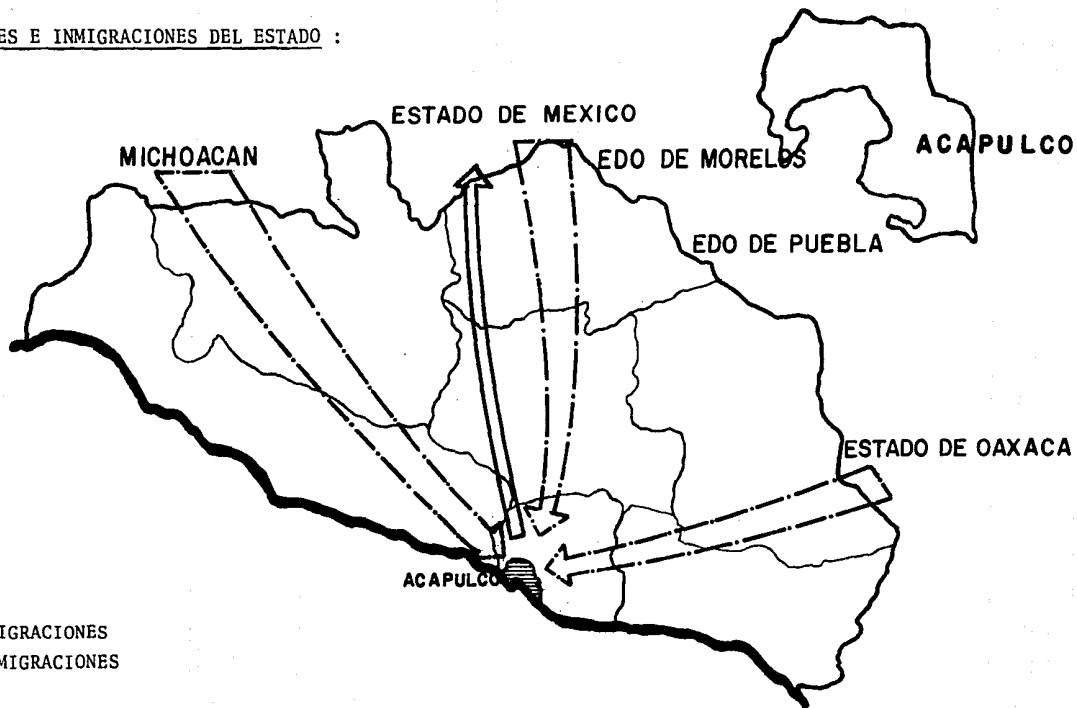 ES E INMIGRACIONES DEL ESTADO :
ESTADO DE MEXICO
MICHOACAN
EDO DE MORELOS
ACAPULCO
EDO DE PUEBLA
ESTADO DE OAXACA
ACAPULCO
IGRACIONES
MIGRACIONES